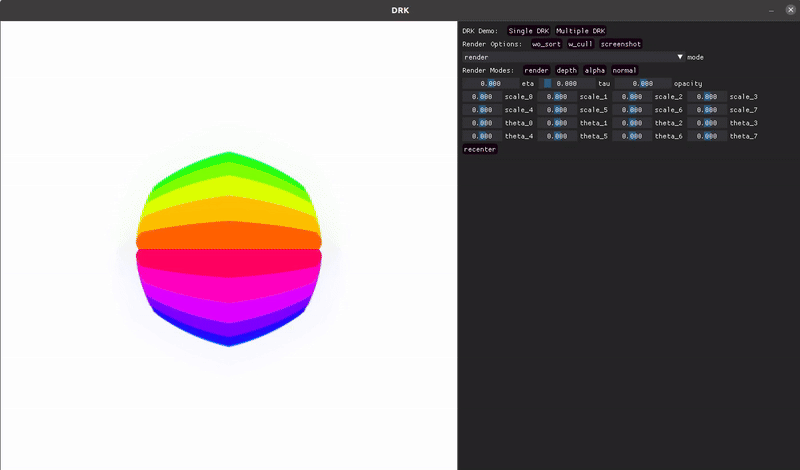 DRK
DRK Demo: Single DRK Multiple DRK
Render Options: wo_sort w_cull screenshot
render mode
Render Modes: render depth alpha normal
0.000 eta 0.000 tau 0.000 opacity
0.000 scale_0 0.000 scale_1 0.000 scale_2 0.000 scale_3
0.000 scale_4 0.000 scale_5 0.000 scale_6 0.000 scale_7
0.000 theta_0 0.000 theta_1 0.000 theta_2 0.000 theta_3
0.000 theta_4 0.000 theta_5 0.000 theta_6 0.000 theta_7
recenter